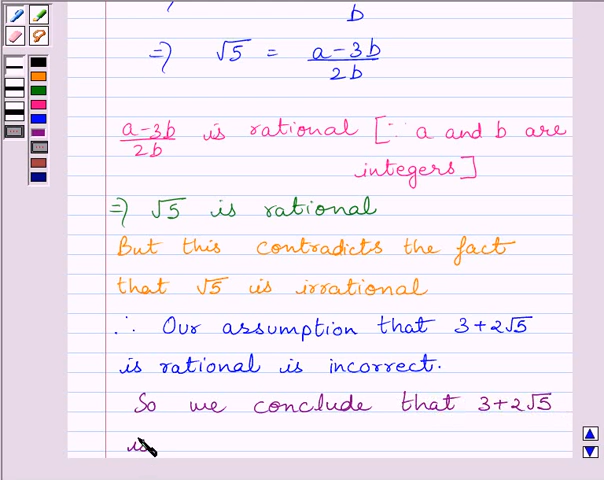 b
⇒ √5 = (a-3b)/2b
(a-3b)/2b is rational [∵ a and b are
integers]
⇒ √5 is rational
But this contradicts the fact
that √5 is irrational
∴ Our assumption that 3+2√5
is rational is incorrect.
So we conclude that 3+2√5
is